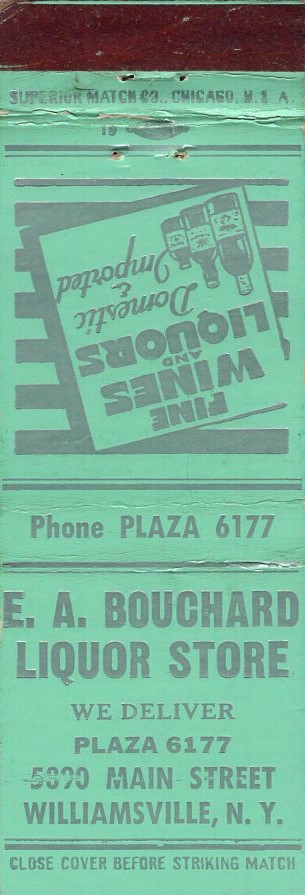 SUPERIOR MATCH CO., CHICAGO, U.S.A.
19
FINE
WINES
AND
LIQUORS
Domestic
&
Imported
Phone PLAZA 6177
E. A. BOUCHARD
LIQUOR STORE
WE DELIVER
PLAZA 6177
5890 MAIN STREET
WILLIAMSVILLE, N. Y.
CLOSE COVER BEFORE STRIKING MATCH